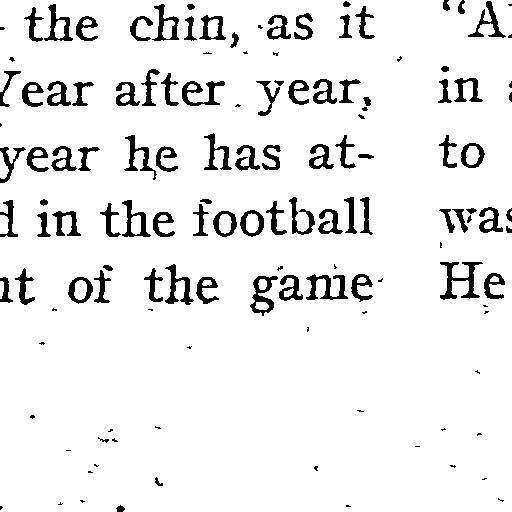 the chin, as it
Year after year,
year he has at-
in the football
of the game
in
to
was
He